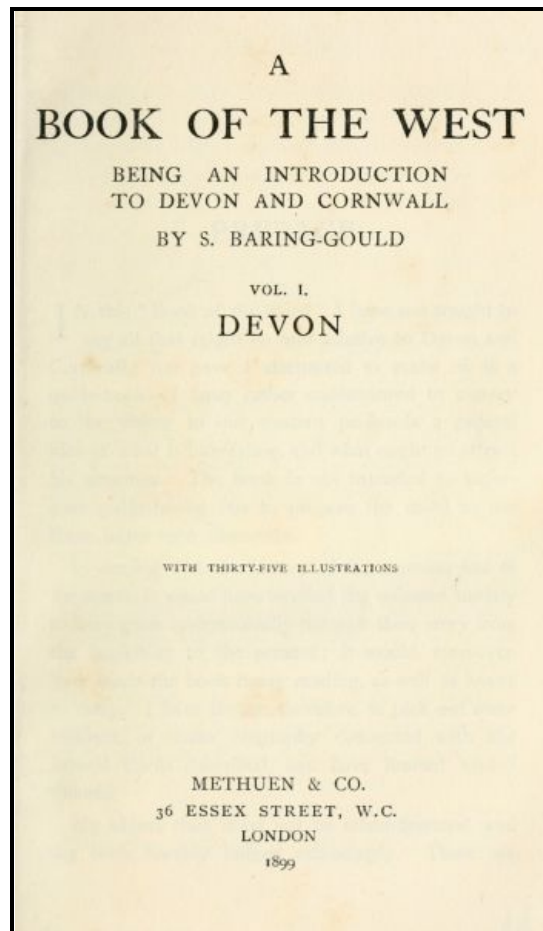 A
BOOK OF THE WEST
BEING AN INTRODUCTION
TO DEVON AND CORNWALL
BY S. BARING-GOULD
VOL. I.
DEVON
WITH THIRTY-FIVE ILLUSTRATIONS
METHUEN & CO.
36 ESSEX STREET, W.C.
LONDON
1899